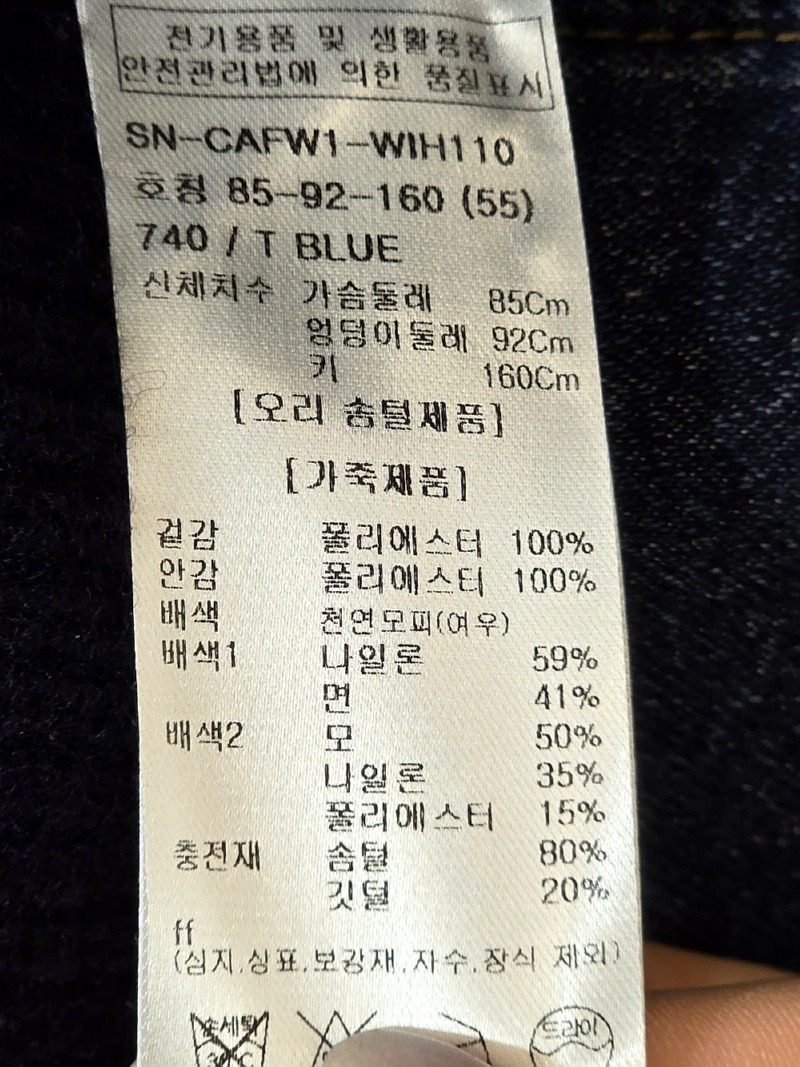 전기용품 및 생활용품
안전관리법에 의한 품질표시
SN-CAFW1-WIH110
호칭 85-92-160 (55)
740 / T BLUE
신체치수 가슴둘레 85Cm
엉덩이둘레 92Cm
키 160Cm
[오리 솜털제품]
[가죽제품]
겉감 폴리에스터 100%
안감 폴리에스터 100%
배색 천연모피(여우)
배색1 나일론 59%
면 41%
배색2 모 50%
나일론 35%
폴리에스터 15%
충전재 솜털 80%
깃털 20%
ff
(심지,상표,보강재,자수,장식 제외)
손세탁 드라이
30°C